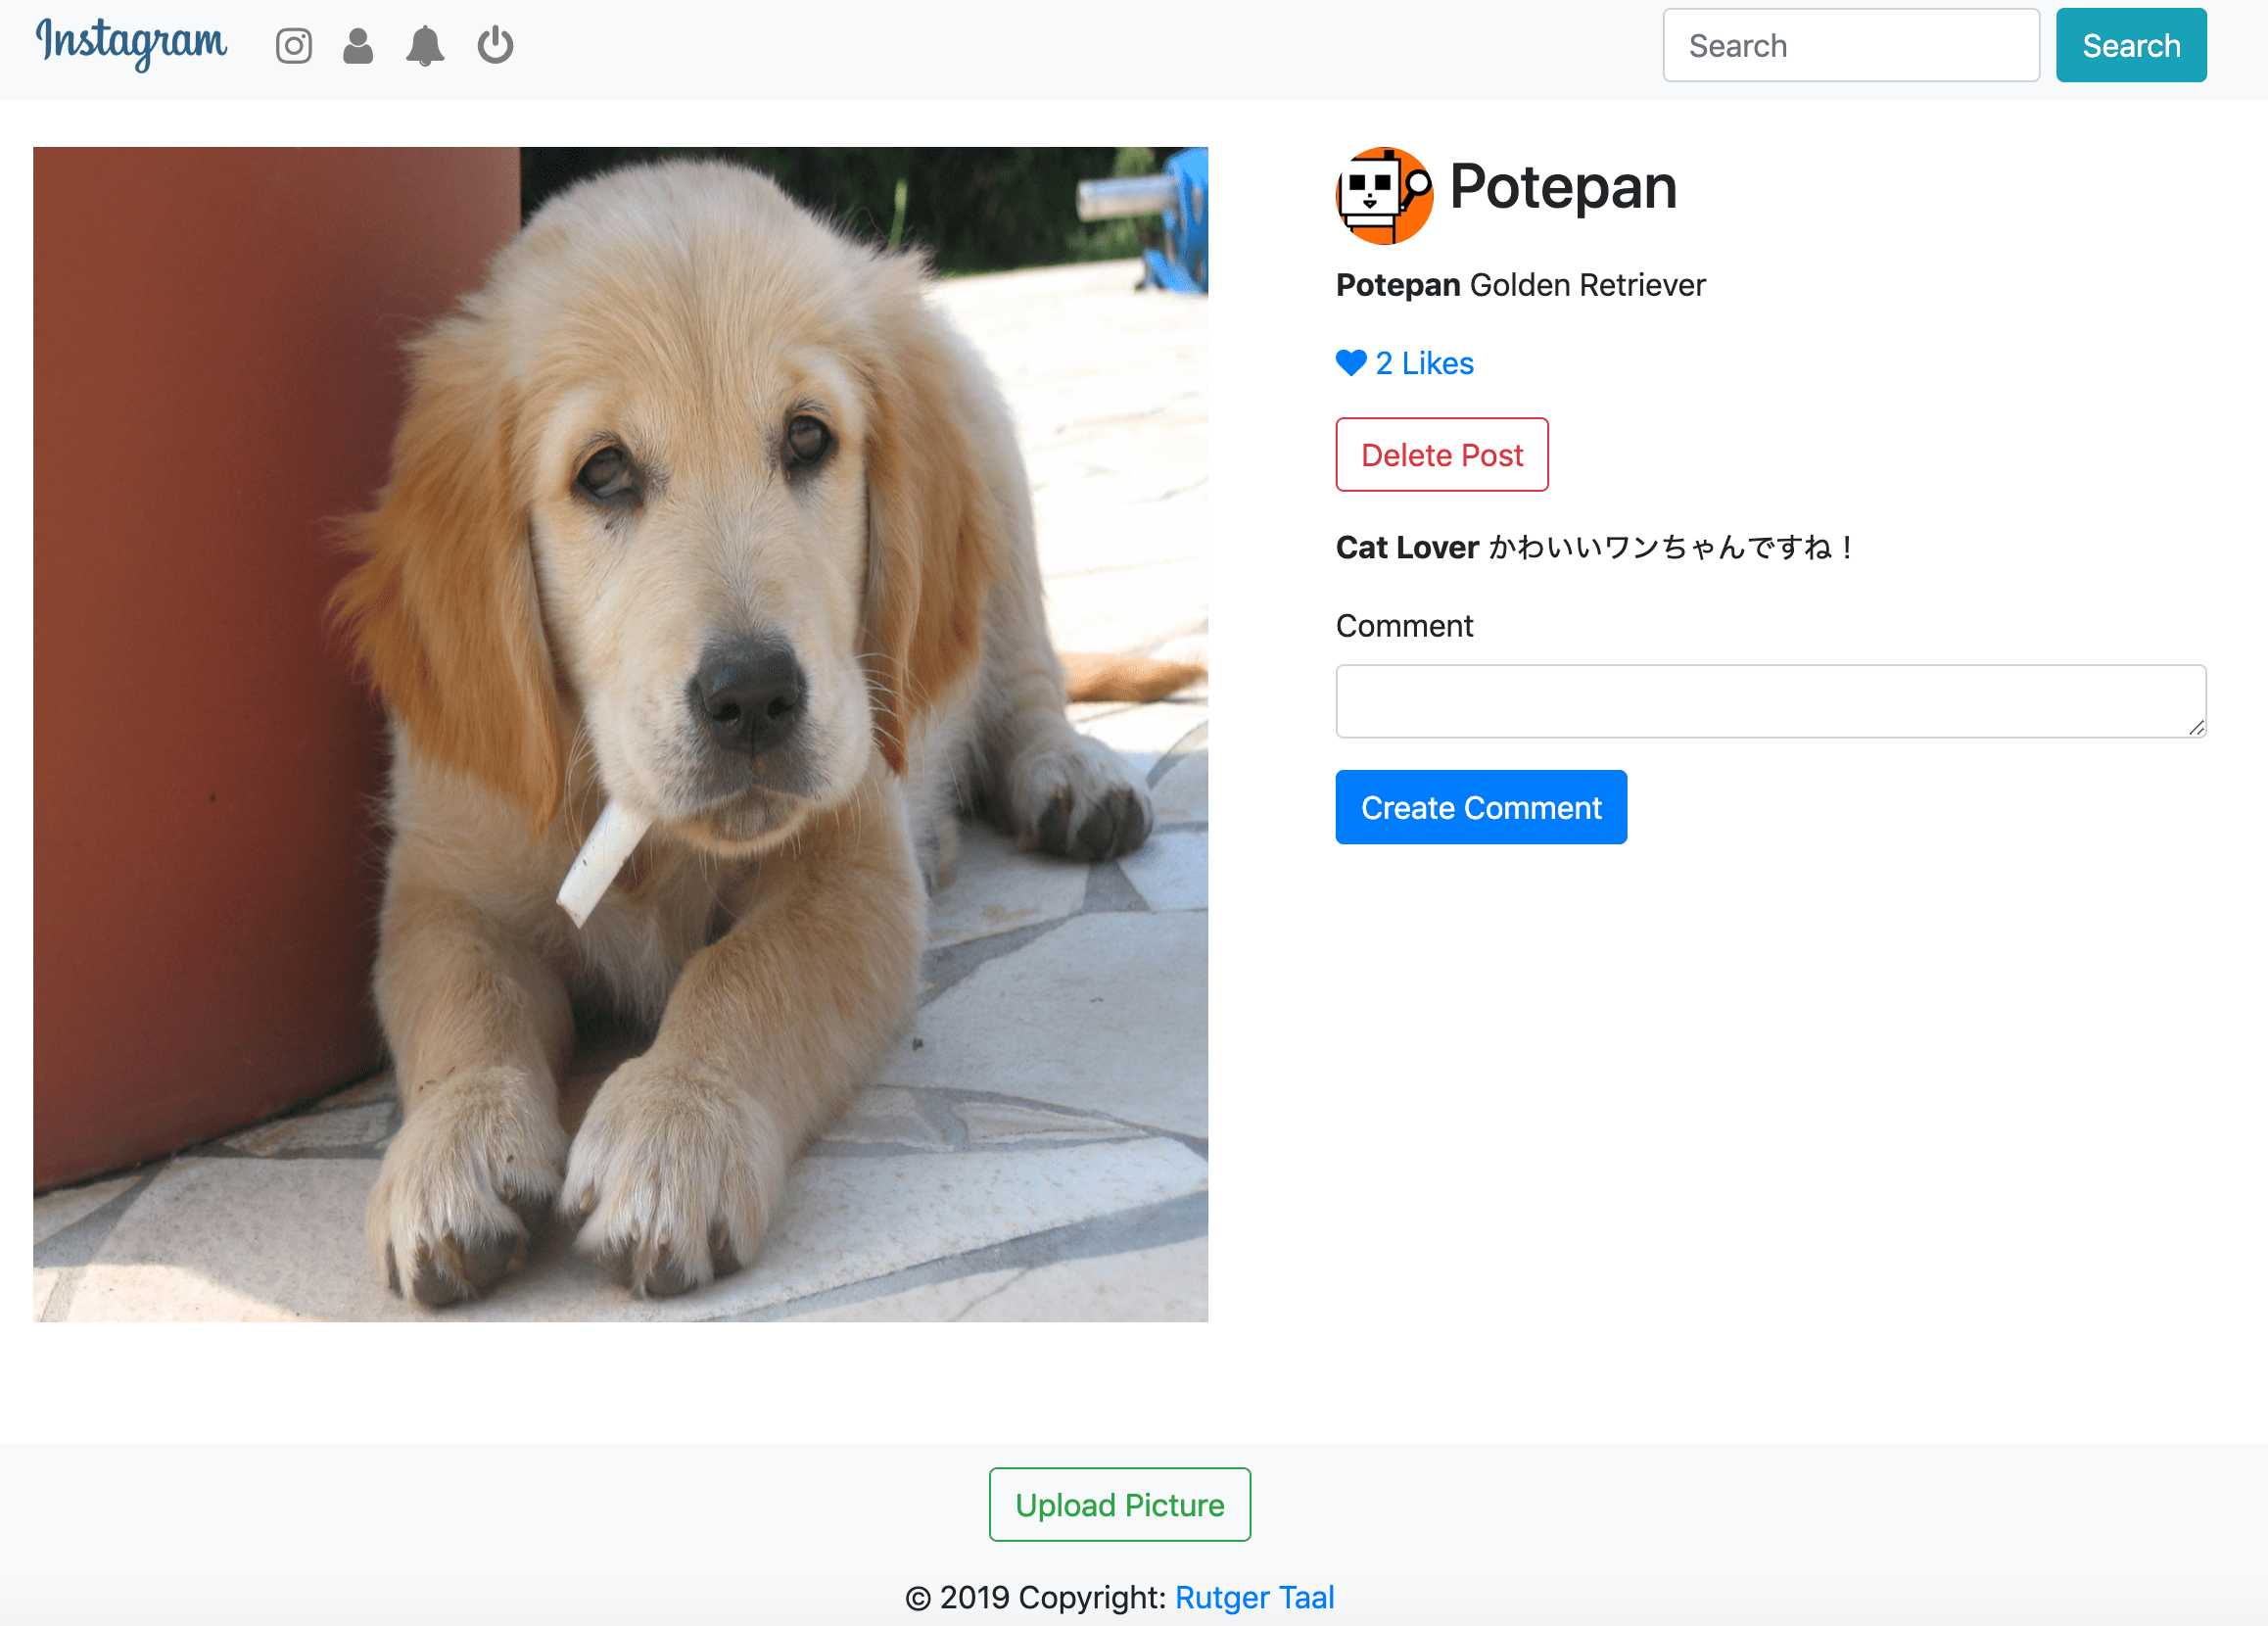 Instagram
Search
Search
Potepan
Potepan Golden Retriever
2 Likes
Delete Post
Cat Lover かわいいワンちゃんですね！
Comment
Create Comment
Upload Picture
© 2019 Copyright: Rutger Taal